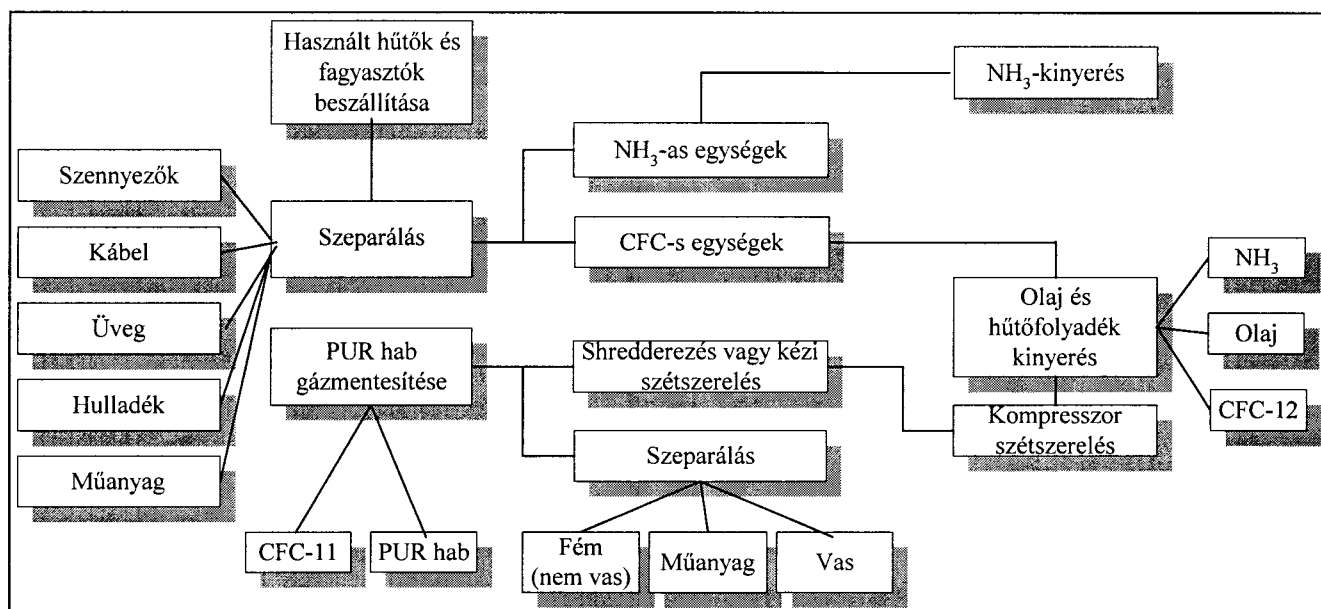 Használt hűtők és
fagyasztók
beszállítása
NH₃-kinyerés
NH₃-as egységek
Szennyezők
Szeparálás
CFC-s egységek
Kábel
Üveg
Hulladék
Műanyag
Olaj és
hűtőfolyadék
kinyerés
NH₃
Olaj
CFC-12
PUR hab
gázmentesítése
Shredderezés vagy kézi
szétszerelés
Kompresszor
szétszerelés
Szeparálás
CFC-11
PUR hab
Fém
(nem vas)
Műanyag
Vas